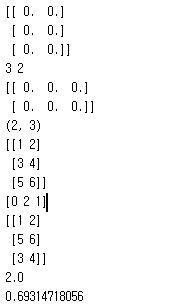 [[ 0.  0.]
 [ 0.  0.]
 [ 0.  0.]]
3 2
[[ 0.  0.  0.]
 [ 0.  0.  0.]]
(2, 3)
[[1 2]
 [3 4]
 [5 6]]
[0 2 1]
[[1 2]
 [5 6]
 [3 4]]
2.0
0.69314718056